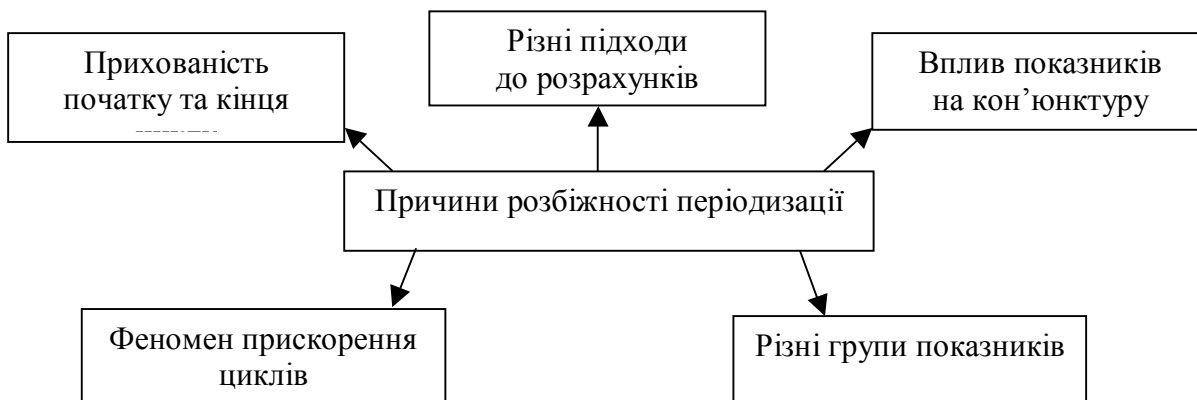 Прихованість
початку та кінця
Різні підходи
до розрахунків
Вплив показників
на кон’юнктуру
Причини розбіжності періодизації
Феномен прискорення
циклів
Різні групи показників